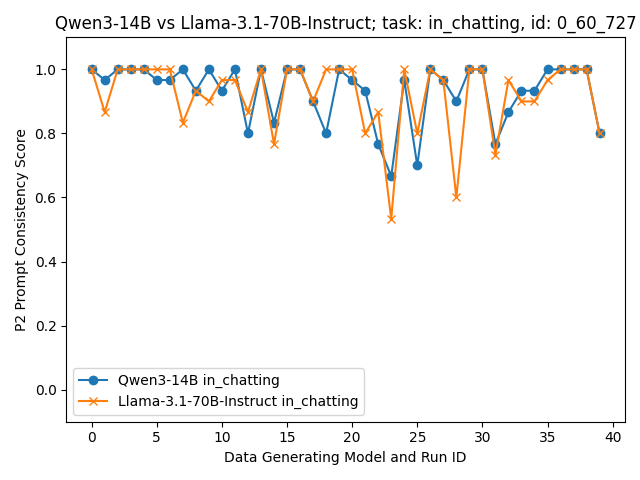 Qwen3-14B vs Llama-3.1-70B-Instruct; task: in_chatting, id: 0_60_727
1.0
0.8
0.6
0.4
0.2
0.0
P2 Prompt Consistency Score
Qwen3-14B in_chatting
Llama-3.1-70B-Instruct in_chatting
0 5 10 15 20 25 30 35 40
Data Generating Model and Run ID